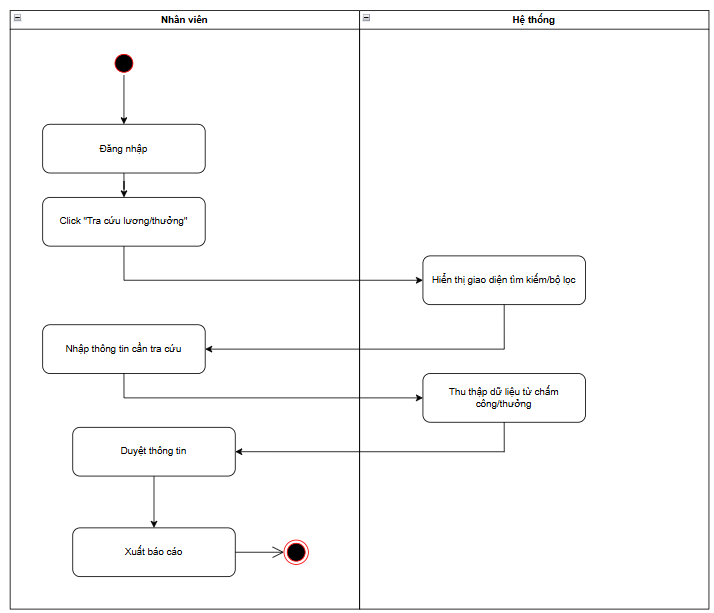 Nhân viên
Hệ thống
Đăng nhập
Click "Tra cứu lương/thưởng"
Hiển thị giao diện tìm kiếm/bộ lọc
Nhập thông tin cần tra cứu
Thu thập dữ liệu từ chấm
công/thưởng
Duyệt thông tin
Xuất báo cáo